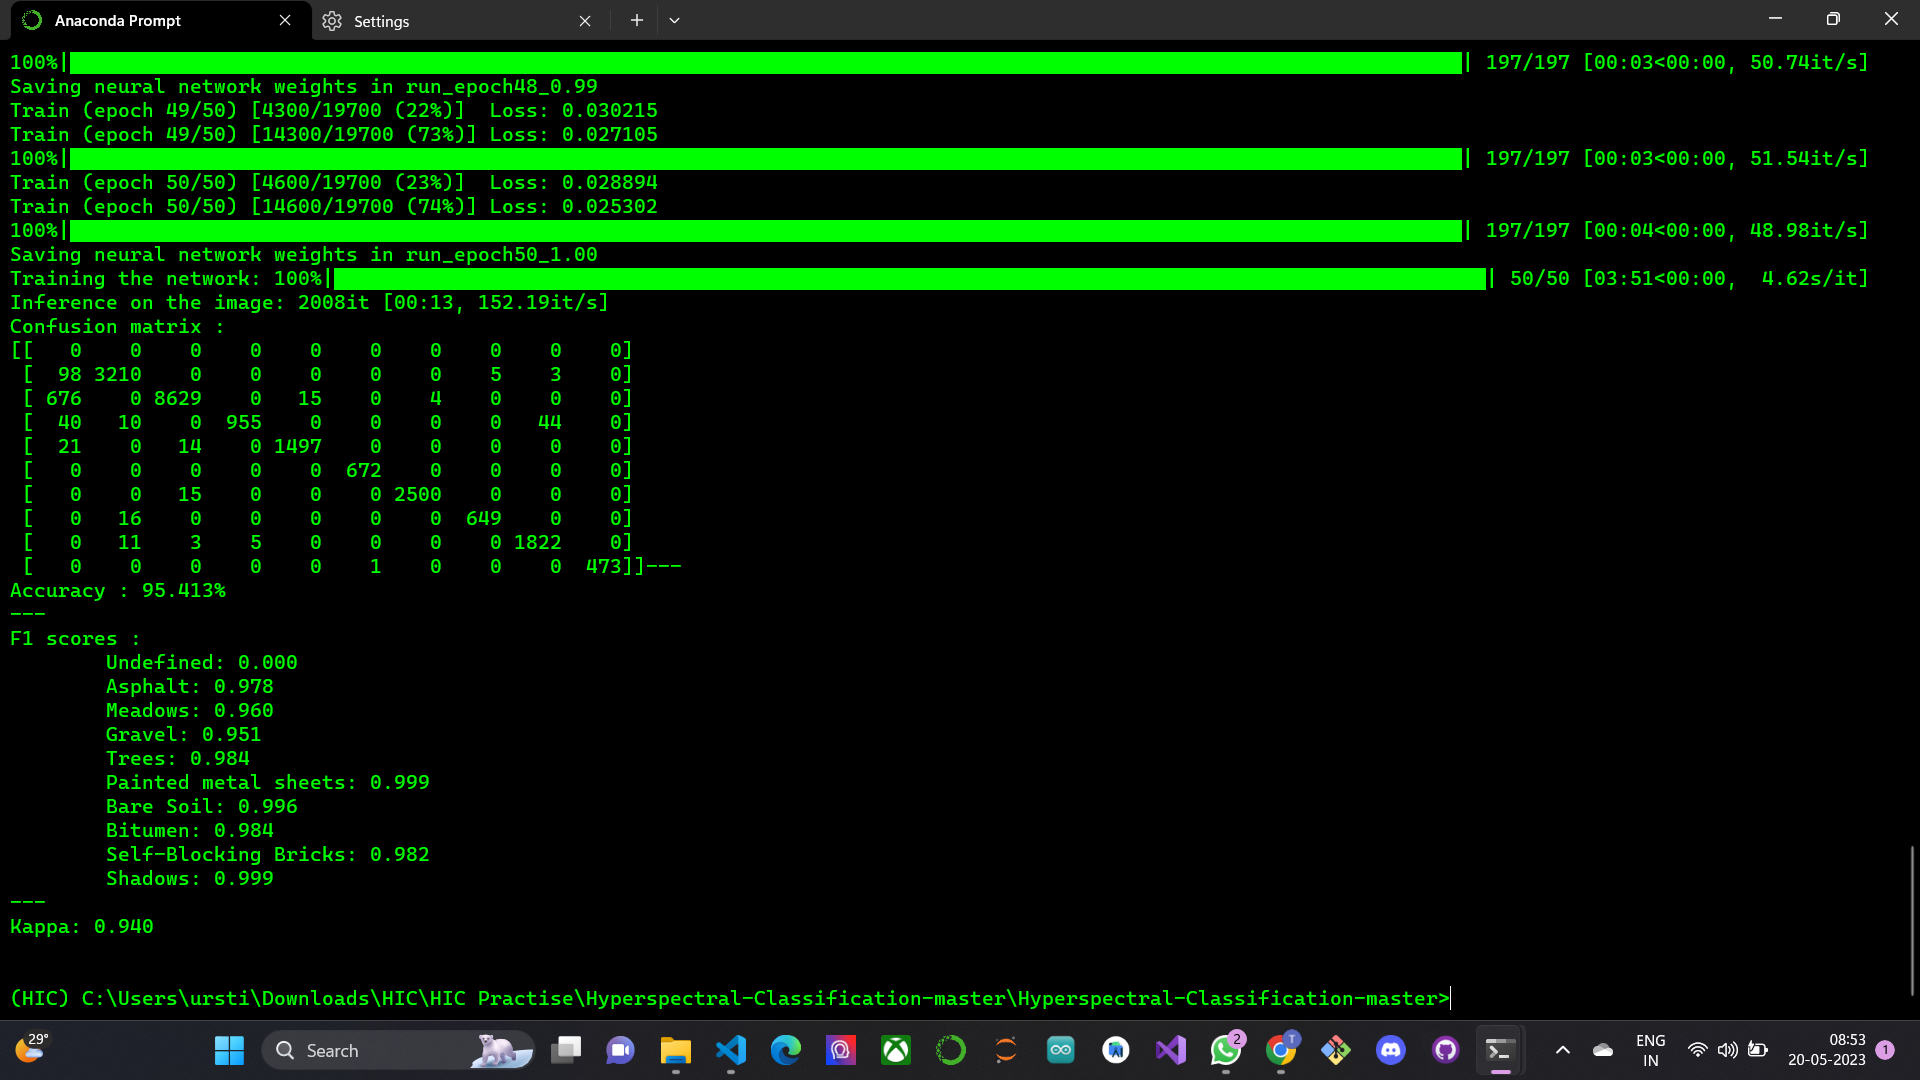 Anaconda Prompt
Settings
100%| | 197/197 [00:03<00:00, 50.74it/s]
Saving neural network weights in run_epoch48_0.99
Train (epoch 49/50) [4300/19700 (22%)]  Loss: 0.030215
Train (epoch 49/50) [14300/19700 (73%)] Loss: 0.027105
100%| | 197/197 [00:03<00:00, 51.54it/s]
Train (epoch 50/50) [4600/19700 (23%)]  Loss: 0.028894
Train (epoch 50/50) [14600/19700 (74%)] Loss: 0.025302
100%| | 197/197 [00:04<00:00, 48.98it/s]
Saving neural network weights in run_epoch50_1.00
Training the network: 100%| | 50/50 [03:51<00:00,  4.62s/it]
Inference on the image: 2008it [00:13, 152.19it/s]
Confusion matrix :
[[   0    0    0    0    0    0    0    0    0    0]
 [  98 3210    0    0    0    0    0    5    3    0]
 [ 676    0 8629    0   15    0    4    0    0    0]
 [  40   10    0  955    0    0    0    0   44    0]
 [  21    0   14    0 1497    0    0    0    0    0]
 [   0    0    0    0    0  672    0    0    0    0]
 [   0    0   15    0    0    0 2500    0    0    0]
 [   0   16    0    0    0    0    0  649    0    0]
 [   0   11    3    5    0    0    0    0 1822    0]
 [   0    0    0    0    0    1    0    0    0  473]]---
Accuracy : 95.413%
---
F1 scores :
Undefined: 0.000
Asphalt: 0.978
Meadows: 0.960
Gravel: 0.951
Trees: 0.984
Painted metal sheets: 0.999
Bare Soil: 0.996
Bitumen: 0.984
Self-Blocking Bricks: 0.982
Shadows: 0.999
---
Kappa: 0.940
(HIC) C:\Users\ursti\Downloads\HIC\HIC Practise\Hyperspectral-Classification-master\Hyperspectral-Classification-master>
29°
Search
2
T
ENG
IN
08:53
20-05-2023
1